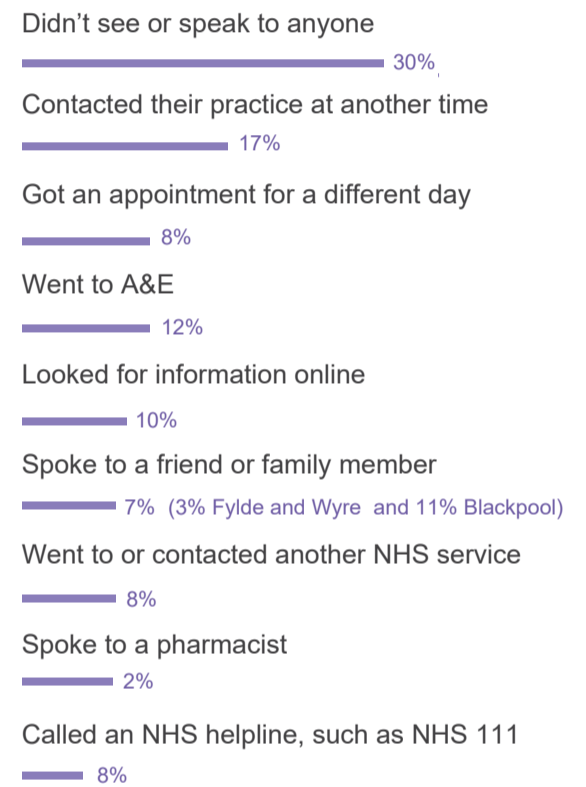 Didn’t see or speak to anyone
30%
Contacted their practice at another time
17%
Got an appointment for a different day
8%
Went to A&E
12%
Looked for information online
10%
Spoke to a friend or family member
7% (3% Fylde and Wyre and 11% Blackpool)
Went to or contacted another NHS service
8%
Spoke to a pharmacist
2%
Called an NHS helpline, such as NHS 111
8%